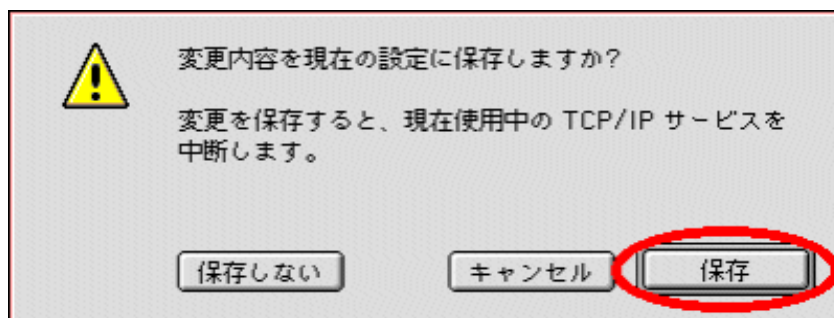 変更内容を現在の設定に保存しますか?
変更を保存すると、現在使用中の TCP/IP サービスを
中断します。
保存しない
キャンセル
保存